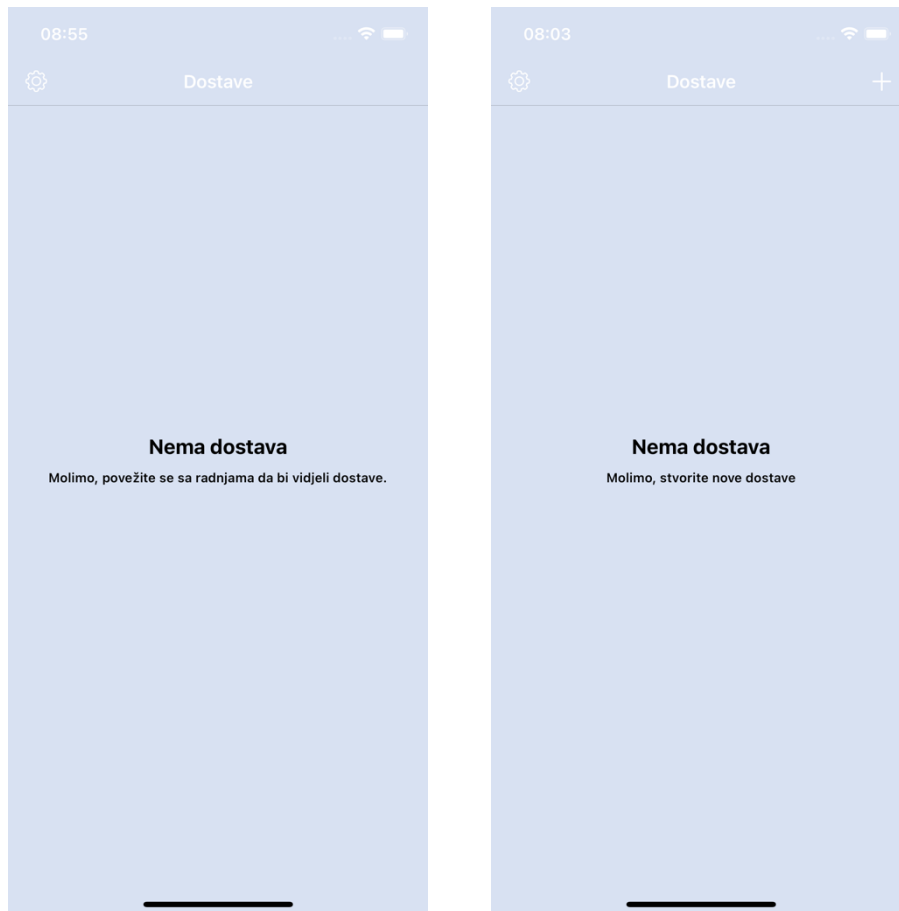 08:55
Dostave
Nema dostava
Molimo, povežite se sa radnjama da bi vidjeli dostave.
08:03
Dostave
Nema dostava
Molimo, stvorite nove dostave